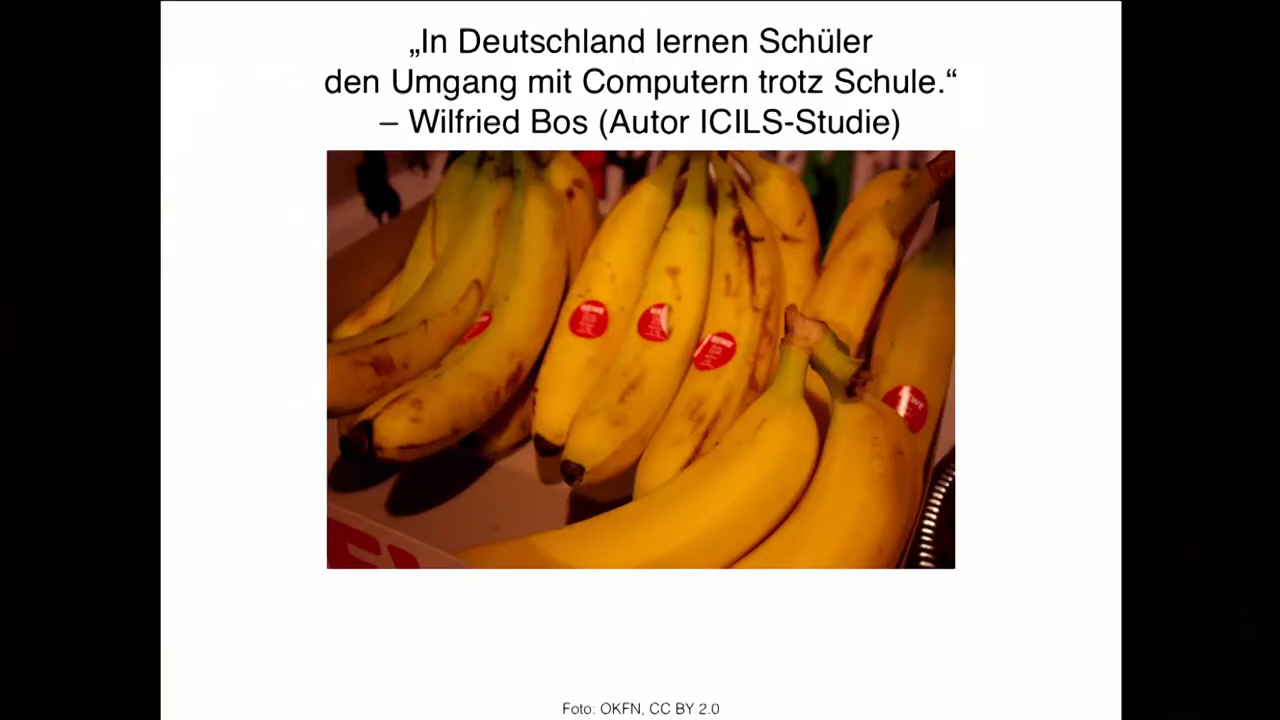 „In Deutschland lernen Schüler
den Umgang mit Computern trotz Schule.“
– Wilfried Bos (Autor ICILS-Studie)
REWE
Foto: OKFN, CC BY 2.0